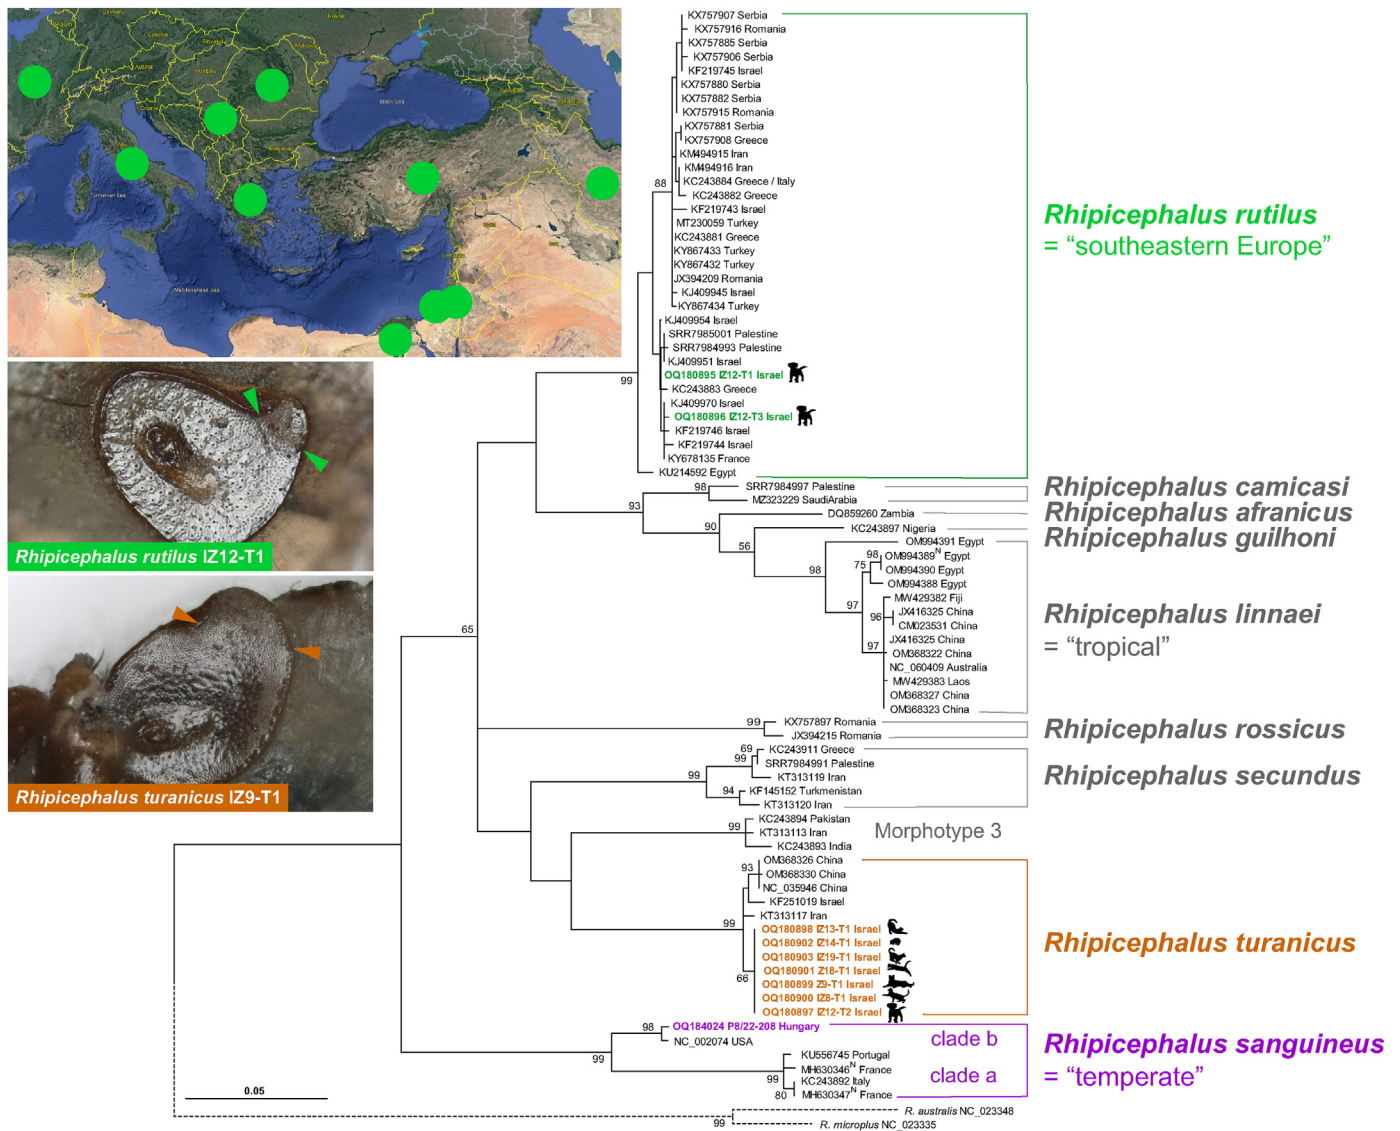 KX757907 Serbia
KX757916 Romania
KX757885 Serbia
KX757906 Serbia
KF219745 Israel
KX757880 Serbia
KX757882 Serbia
KX757915 Romania
KX757881 Serbia
KX757908 Greece
KM494915 Iran
KM494916 Iran
KC243884 Greece / Italy
KC243882 Greece
KF219743 Israel
MT230059 Turkey
KC243881 Greece
KY867433 Turkey
KY867432 Turkey
JX394209 Romania
KJ409945 Israel
KY867434 Turkey
KJ409954 Israel
SRR7985001 Palestine
SRR7984993 Palestine
KJ409951 Israel
OQ180895 IZ12-T1 Israel
KC243883 Greece
KJ409970 Israel
OQ180896 IZ12-T3 Israel
KF219746 Israel
KF219744 Israel
KY678135 France
KU214592 Egypt
88
99
Rhipicephalus rutilus
= “southeastern Europe”
Black Sea
Tyrrhenian Sea
Mediterranean Sea
Rhipicephalus rutilus IZ12-T1
Rhipicephalus turanicus IZ9-T1
98
SRR7984997 Palestine
MZ323229 SaudiArabia
Rhipicephalus camicasi
93
DQ859260 Zambia
Rhipicephalus afranicus
90
KC243897 Nigeria
Rhipicephalus guilhoni
56
OM994391 Egypt
98
OM994389N Egypt
75
OM994390 Egypt
98
OM994388 Egypt
MW429382 Fiji
97
96
JX416325 China
CM023531 China
JX416325 China
97
OM368322 China
NC_060409 Australia
MW429383 Laos
OM368327 China
OM368323 China
Rhipicephalus linnaei
= “tropical”
65
99
KX757897 Romania
JX394215 Romania
Rhipicephalus rossicus
69
KC243911 Greece
99
SRR7984991 Palestine
99
KT313119 Iran
94
KF145152 Turkmenistan
KT313120 Iran
Rhipicephalus secundus
KC243894 Pakistan
99
KT313113 Iran
KC243893 India
Morphotype 3
OM368326 China
93
OM368330 China
NC_035946 China
KF251019 Israel
KT313117 Iran
99
OQ180898 IZ13-T1 Israel
OQ180902 IZ14-T1 Israel
OQ180903 IZ19-T1 Israel
OQ180901 Z18-T1 Israel
66
OQ180899 Z9-T1 Israel
OQ180900 IZ8-T1 Israel
OQ180897 IZ12-T2 Israel
Rhipicephalus turanicus
98
OQ184024 P8/22-208 Hungary
NC_002074 USA
clade b
99
KU556745 Portugal
MH630346N France
99
KC243892 Italy
80
MH630347N France
clade a
Rhipicephalus sanguineus
= “temperate”
0.05
R. australis NC_023348
99
R. microplus NC_023335